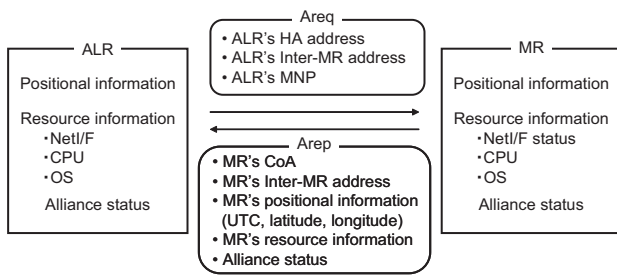 Areq
• ALR's HA address
• ALR's Inter-MR address
• ALR's MNP
ALR
Positional information
Resource information
・NetI/F
・CPU
・OS
Alliance status
MR
Positional information
Resource information
・NetI/F status
・CPU
・OS
Alliance status
Arep
• MR's CoA
• MR's Inter-MR address
• MR's positional information
(UTC, latitude, longitude)
• MR's resource information
• Alliance status